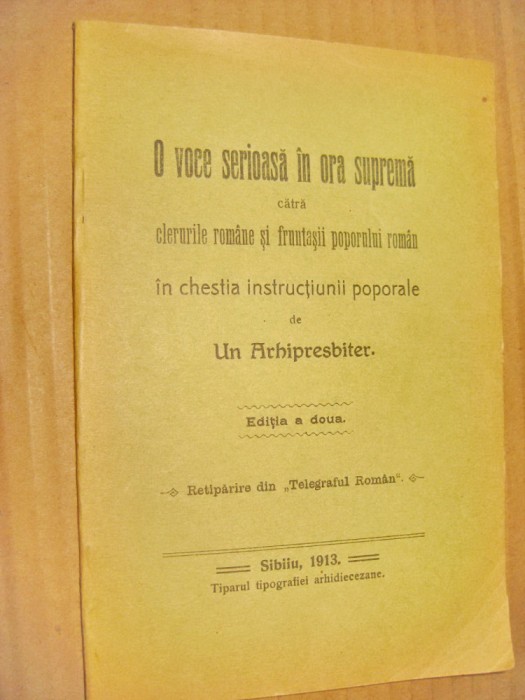 O voce serioasă în ora supremă
cătră
clerurile române și fruntașii poporului român
în chestia instrucțiunii poporale
de
Un Arhipresbiter.
Ediția a doua.
Retipărire din „Telegraful Român“.
Sibiiu, 1913.
Tiparul tipografiei arhidiecezane.